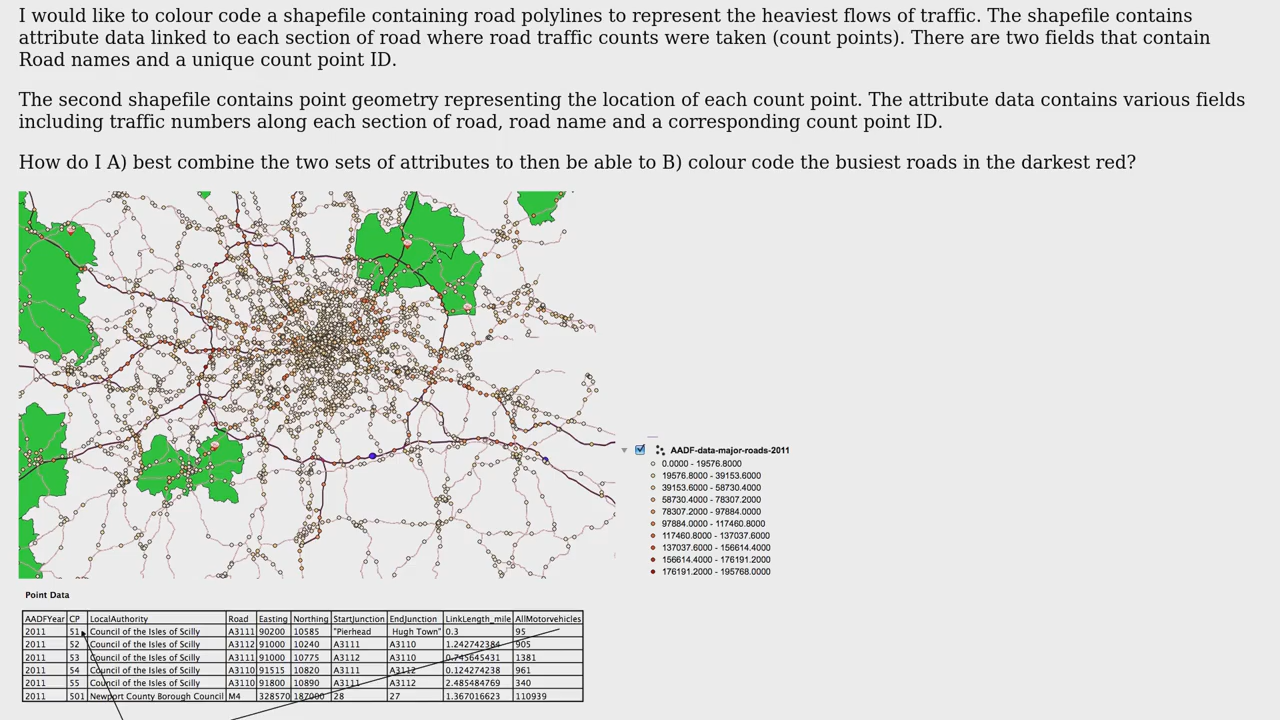 I would like to colour code a shapefile containing road polylines to represent the heaviest flows of traffic. The shapefile contains
attribute data linked to each section of road where road traffic counts were taken (count points). There are two fields that contain
Road names and a unique count point ID.
The second shapefile contains point geometry representing the location of each count point. The attribute data contains various fields
including traffic numbers along each section of road, road name and a corresponding count point ID.
How do I A) best combine the two sets of attributes to then be able to B) colour code the busiest roads in the darkest red?
AADF-data-major-roads-2011
0.0000 - 19576.8000
19576.8000 - 39153.6000
39153.6000 - 58730.4000
58730.4000 - 78307.2000
78307.2000 - 97884.0000
97884.0000 - 117460.8000
117460.8000 - 137037.6000
137037.6000 - 156614.4000
156614.4000 - 176191.2000
176191.2000 - 195768.0000
Point Data
AADFYear CP LocalAuthority Road Easting Northing StartJunction EndJunction LinkLength_mile AllMotorvehicles
2011 51 Council of the Isles of Scilly A3111 90200 10585 "Pierhead Hugh Town" 0.3 95
2011 52 Council of the Isles of Scilly A3112 91000 10240 A3111 A3110 1.242742384 905
2011 53 Council of the Isles of Scilly A3111 91000 10775 A3112 A3110 0.745645431 1381
2011 54 Council of the Isles of Scilly A3110 91515 10820 A3111 A3112 0.124274238 961
2011 55 Council of the Isles of Scilly A3110 91800 10890 A3111 A3112 2.485484769 340
2011 501 Newport County Borough Council M4 328570 187000 28 27 1.367016623 110939